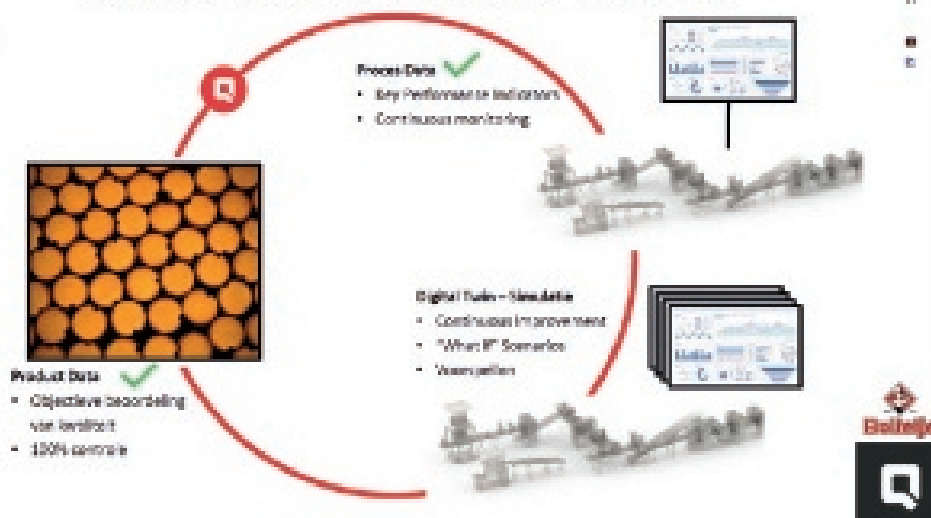 Proces Data
• Key Performance Indicators
• Continuous monitoring
Digital Twin – Simulatie
• Continuous improvement
• "What if" Scenarios
• Voorspellen
Product Data
• Objectieve beoordeling
van kwaliteit
• 100% controle